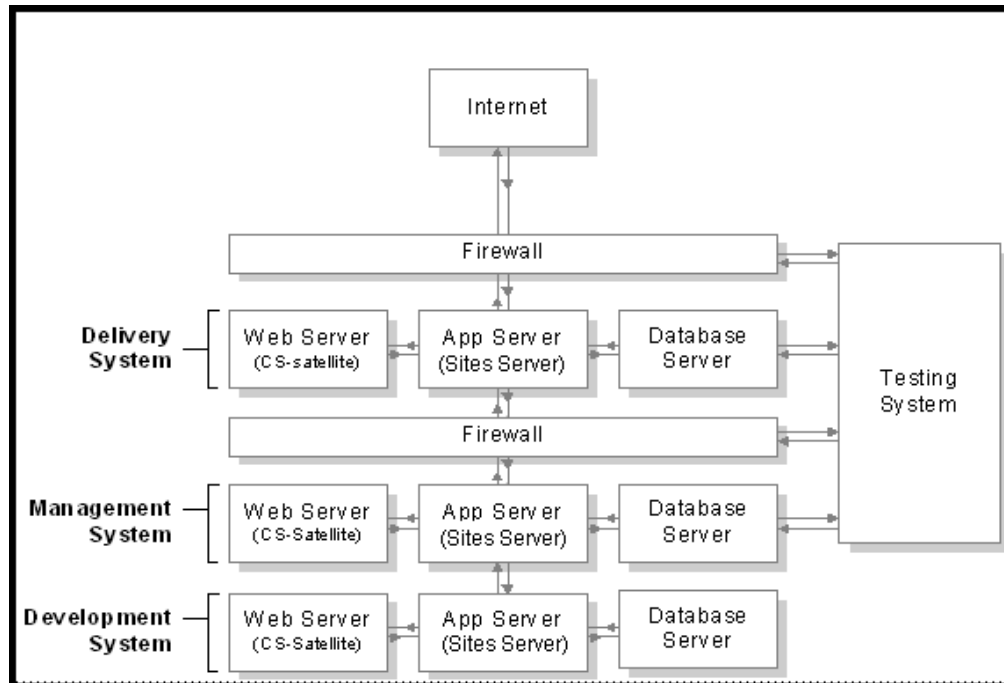 Internet
Firewall
Delivery
System
Web Server
(CS-satellite)
App Server
(Sites Server)
Database
Server
Testing
System
Firewall
Management
System
Web Server
(CS-Satellite)
App Server
(Sites Server)
Database
Server
Development
System
Web Server
(CS-Satellite)
App Server
(Sites Server)
Database
Server